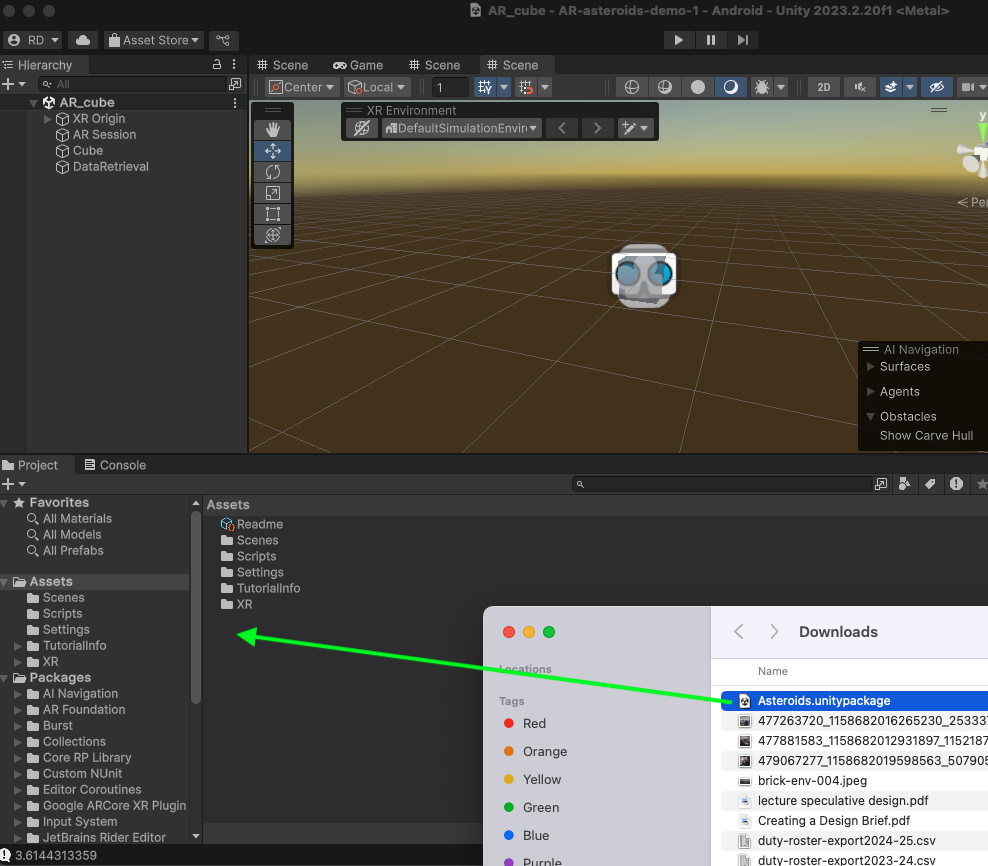 AR_cube - AR-asteroids-demo-1 - Android - Unity 2023.2.20f1 <Metal>
RD Asset Store
Hierarchy
All
AR_cube
XR Origin
AR Session
Cube
DataRetrieval
Scene Game Scene Scene
Center Local 1 2D
XR Environment
DefaultSimulationEnvir
y
Per
AI Navigation
Surfaces
Agents
Obstacles
Show Carve Hull
Project Console
Favorites
All Materials
All Models
All Prefabs
Assets
Scenes
Scripts
Settings
TutorialInfo
XR
Packages
AI Navigation
AR Foundation
Burst
Collections
Core RP Library
Custom NUnit
Editor Coroutines
Google ARCore XR Plugin
Input System
JetBrains Rider Editor
Assets
Readme
Scenes
Scripts
Settings
TutorialInfo
XR
Locations
Tags
Red
Orange
Yellow
Green
Blue
Purple
Downloads
Name
Asteroids.unitypackage
477263720_1158682016265230_25333
477881583_1158682012931897_1152187
479067277_1158682019598563_507905
brick-env-004.jpeg
lecture speculative design.pdf
Creating a Design Brief.pdf
duty-roster-export2024-25.csv
duty-roster-export2023-24.csv
3.6144313359